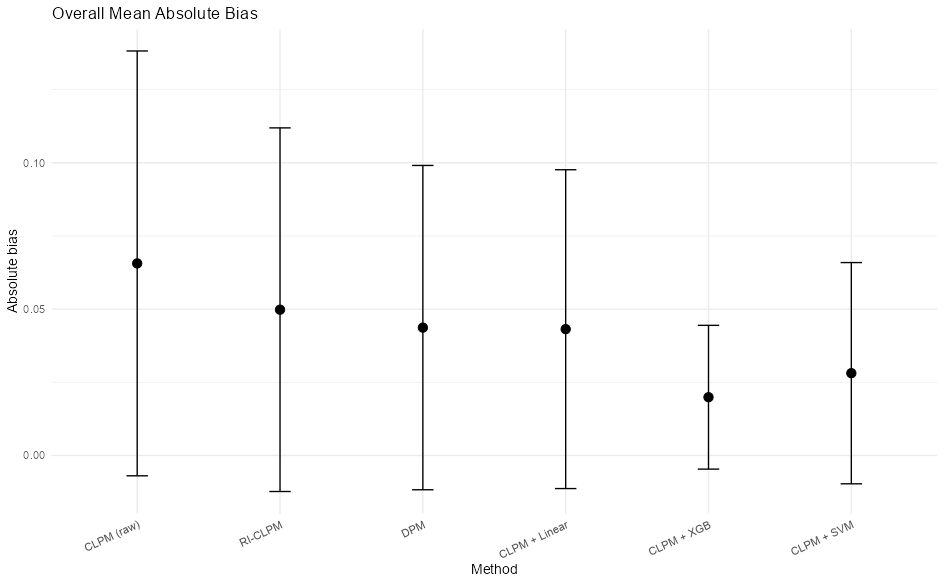 Overall Mean Absolute Bias
Absolute bias
0.10
0.05
0.00
CLPM (raw)
RI-CLPM
DPM
CLPM + Linear
CLPM + XGB
CLPM + SVM
Method